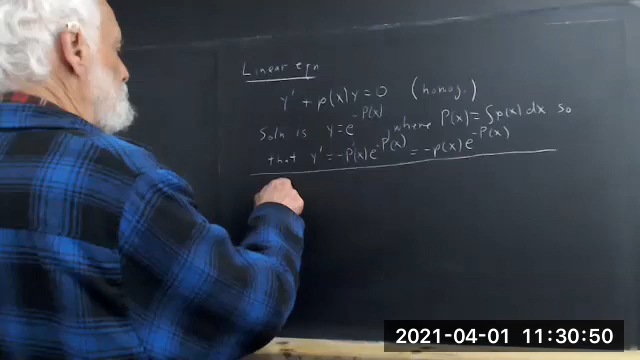 Linear eqn
y' + p(x)y = 0 (homog.)
Soln is y = e^{-P(x)} where P(x) = ∫p(x) dx so
that y' = -P'(x)e^{-P(x)} = -p(x)e^{-P(x)}
2021-04-01 11:30:50